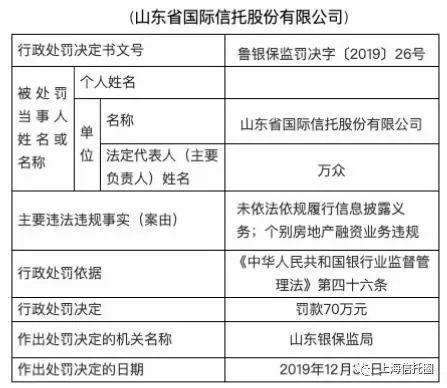 (山东省国际信托股份有限公司)
行政处罚决定书文号
鲁银保监罚决字〔2019〕26号
被处罚
当事人
姓名或
名称
个人姓名
单
位
名称
山东省国际信托股份有限公司
法定代表人（主要
负责人）姓名
万众
主要违法违规事实（案由）
未依法依规履行信息披露义
务；个别房地产融资业务违规
行政处罚依据
《中华人民共和国银行业监督管
理法》第四十六条
行政处罚决定
罚款70万元
作出处罚决定的机关名称
山东银保监局
作出处罚决定的日期
2019年12月
上海信托圈